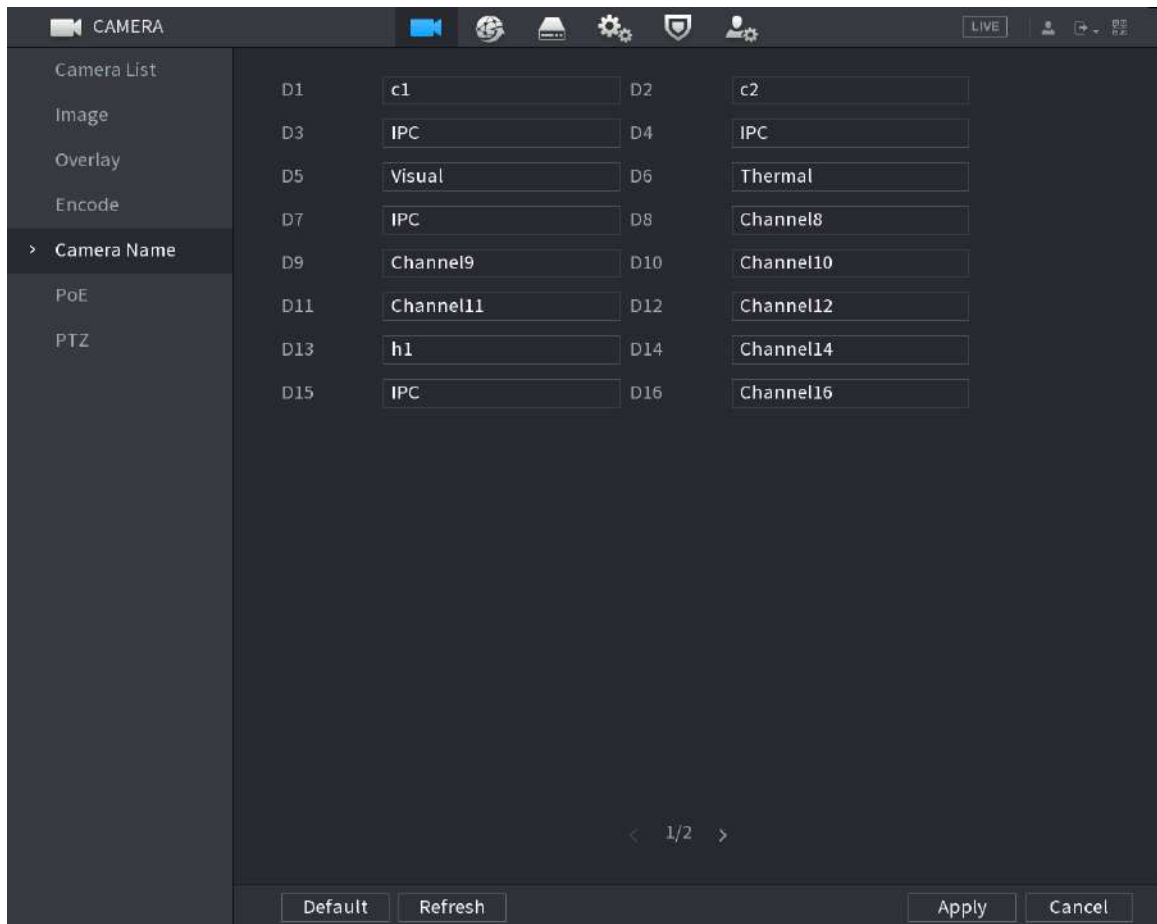 CAMERA LIVE
Camera List
Image
Overlay
Encode
> Camera Name
PoE
PTZ
D1 c1 D2 c2
D3 IPC D4 IPC
D5 Visual D6 Thermal
D7 IPC D8 Channel8
D9 Channel9 D10 Channel10
D11 Channel11 D12 Channel12
D13 h1 D14 Channel14
D15 IPC D16 Channel16
< 1/2 >
Default Refresh Apply Cancel